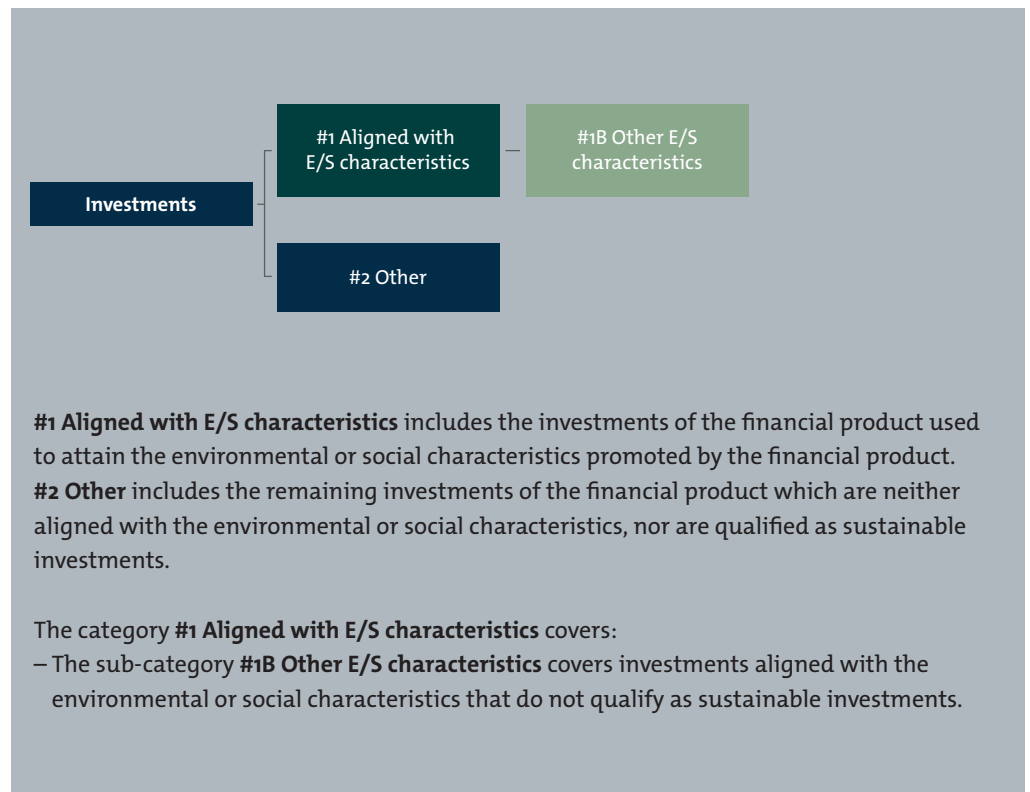 #1 Aligned with
E/S characteristics
#1B Other E/S
characteristics
Investments
#2 Other
#1 Aligned with E/S characteristics includes the investments of the financial product used
to attain the environmental or social characteristics promoted by the financial product.
#2 Other includes the remaining investments of the financial product which are neither
aligned with the environmental or social characteristics, nor are qualified as sustainable
investments.
The category #1 Aligned with E/S characteristics covers:
– The sub-category #1B Other E/S characteristics covers investments aligned with the
environmental or social characteristics that do not qualify as sustainable investments.